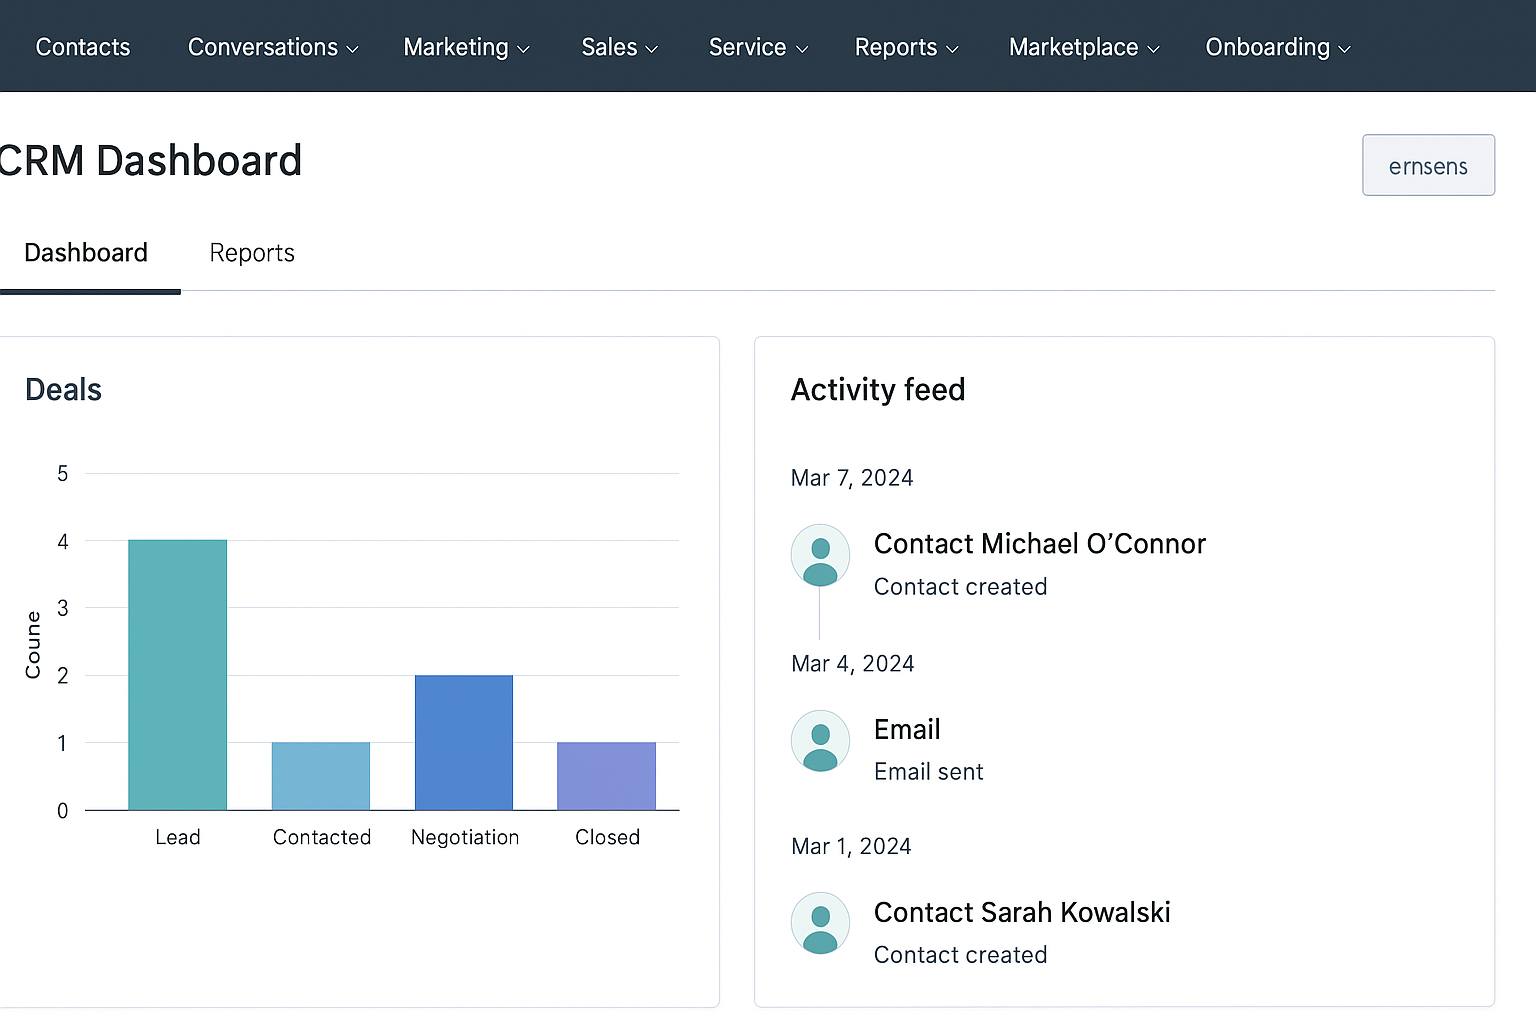 Contacts Conversations Marketing Sales Service Reports Marketplace Onboarding
CRM Dashboard
ernsens
Dashboard Reports
Deals
5
4
3
2
1
0
Coune
Lead Contacted Negotiation Closed
Activity feed
Mar 7, 2024
Contact Michael O’Connor
Contact created
Mar 4, 2024
Email
Email sent
Mar 1, 2024
Contact Sarah Kowalski
Contact created